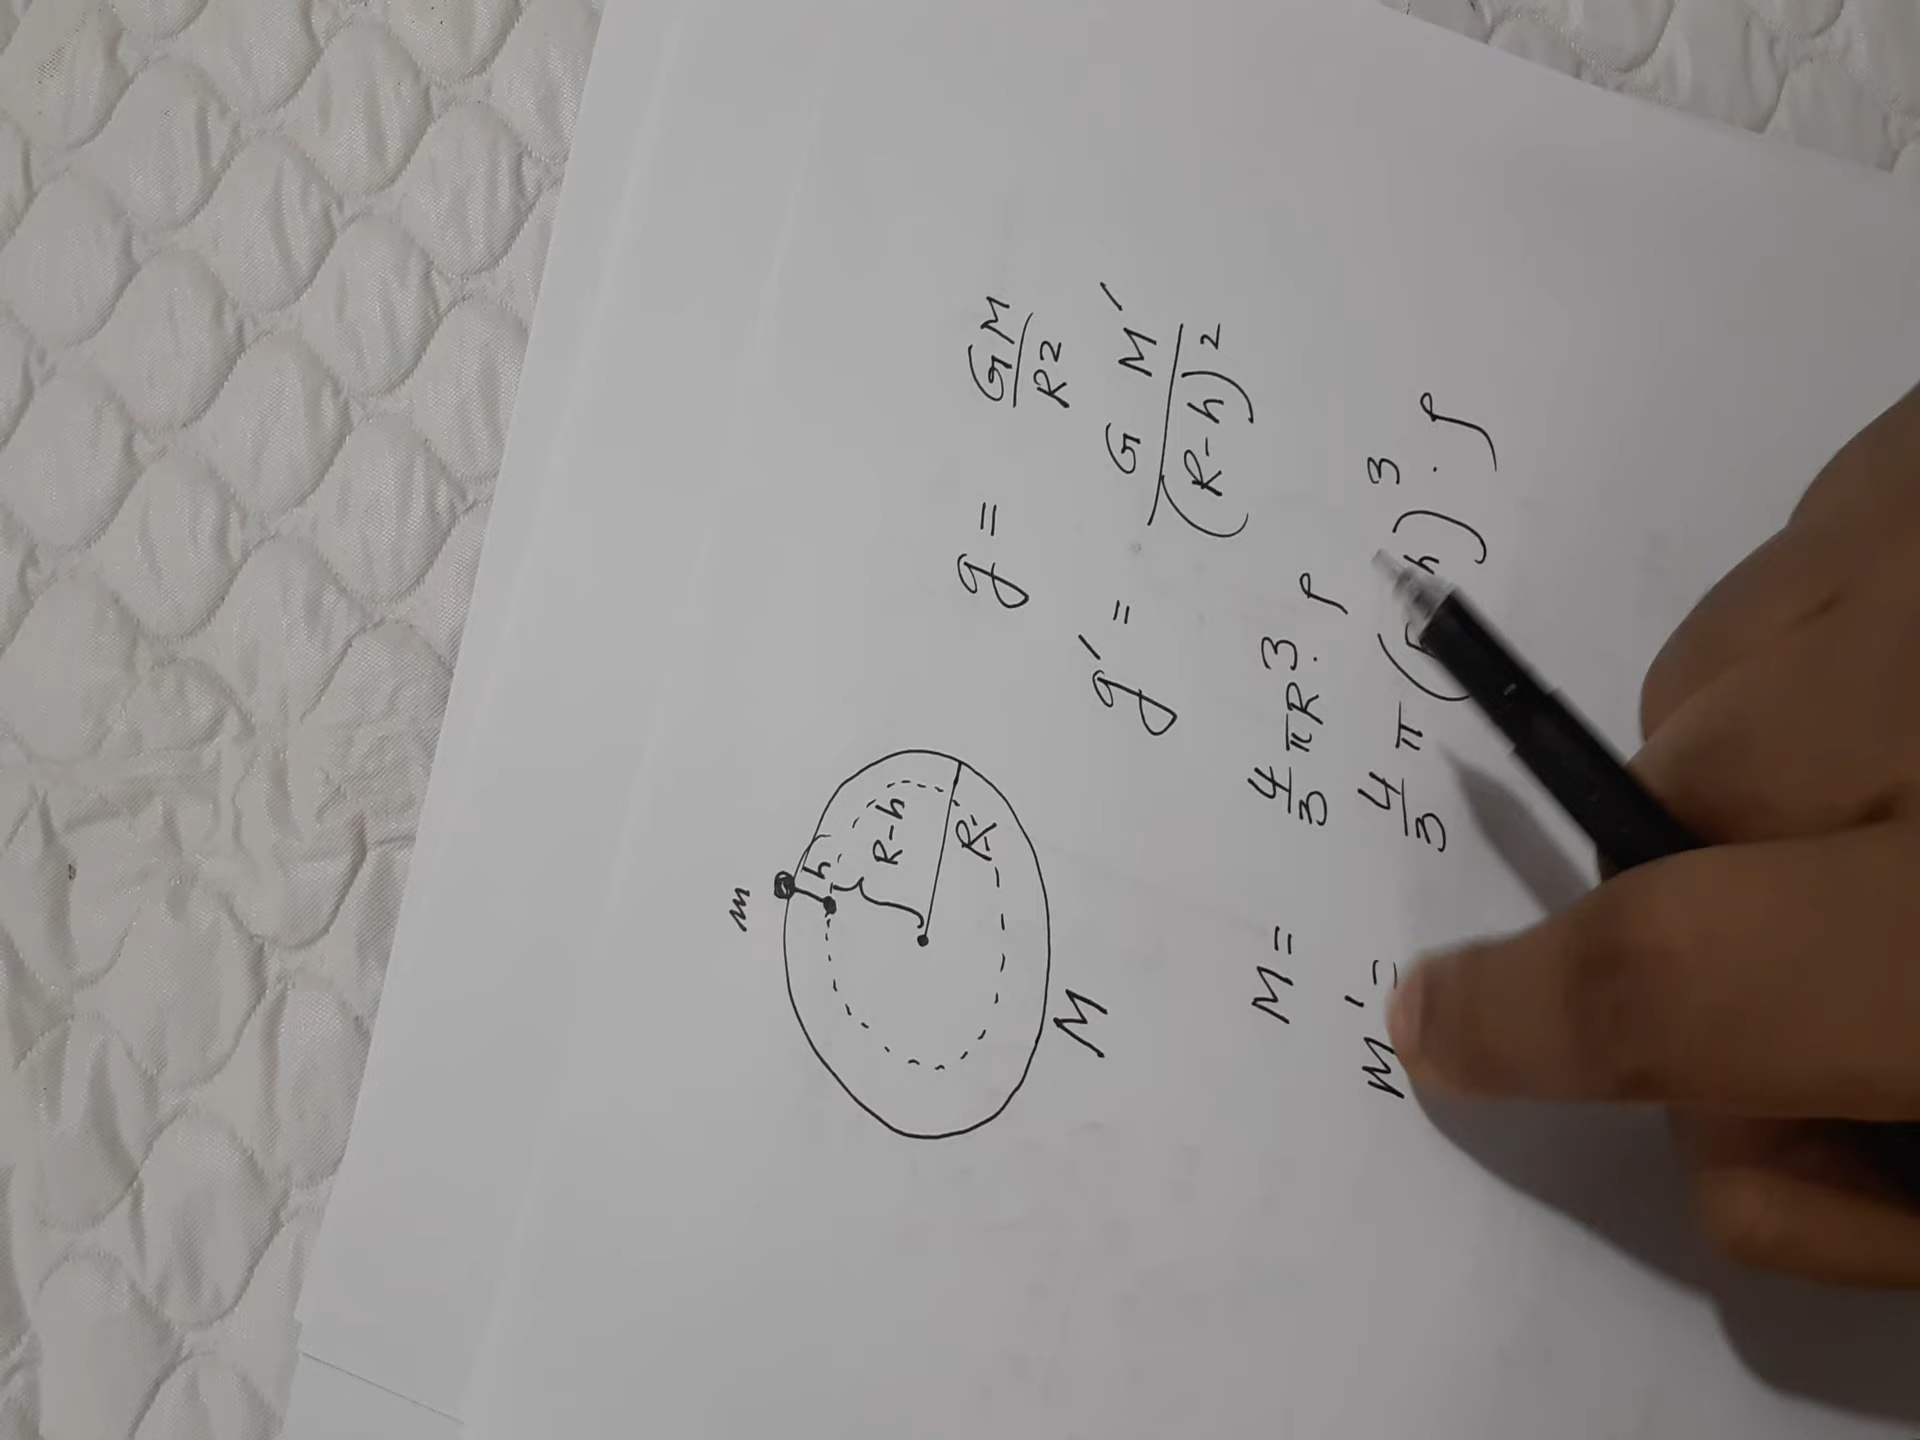 m
h
R-h
R
M
g = GM/R2
g' = G M'/(R-h)2
M = 4/3 πR3 . ρ
M' = 4/3 π ( h)3 . ρ